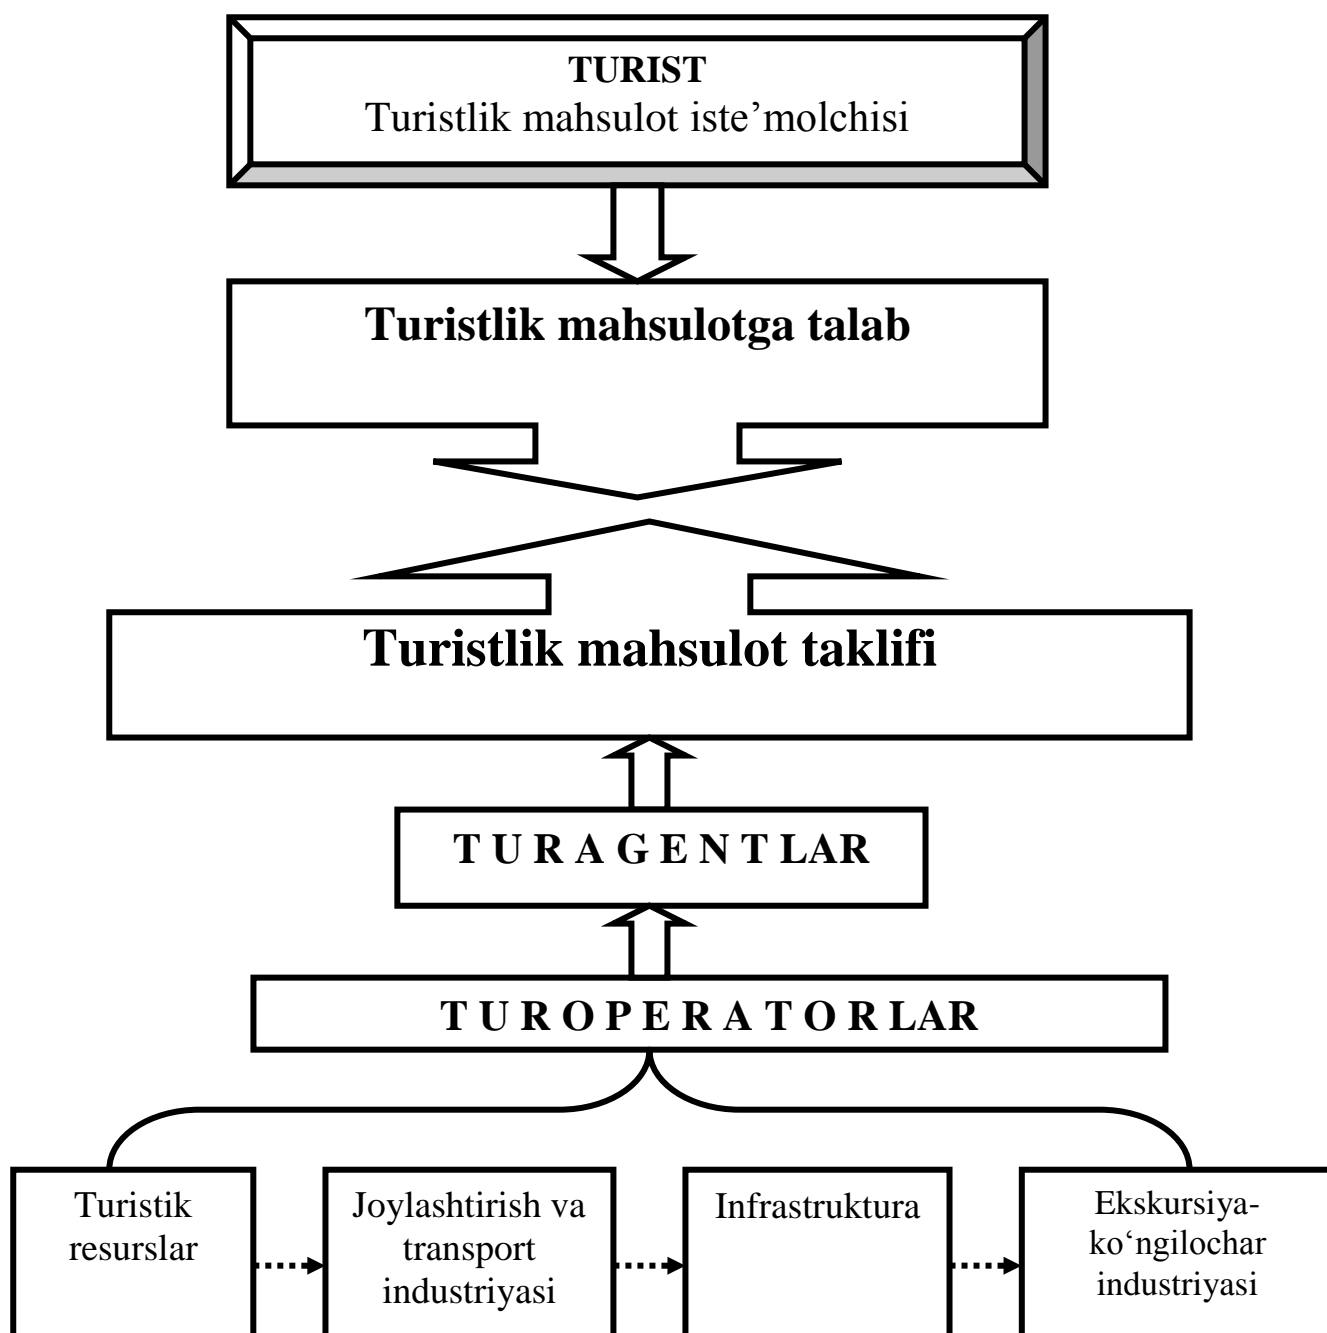 TURIST
Turistlik mahsulot iste’molchisi
Turistlik mahsulotga talab
Turistlik mahsulot taklifi
T U R A G E N T LAR
T U R O P E R A T O R LAR
Turistik
resurslar
Joylashtirish va
transport
industriyasi
Infrastruktura
Ekskursiya-
ko‘ngilochar
industriyasi